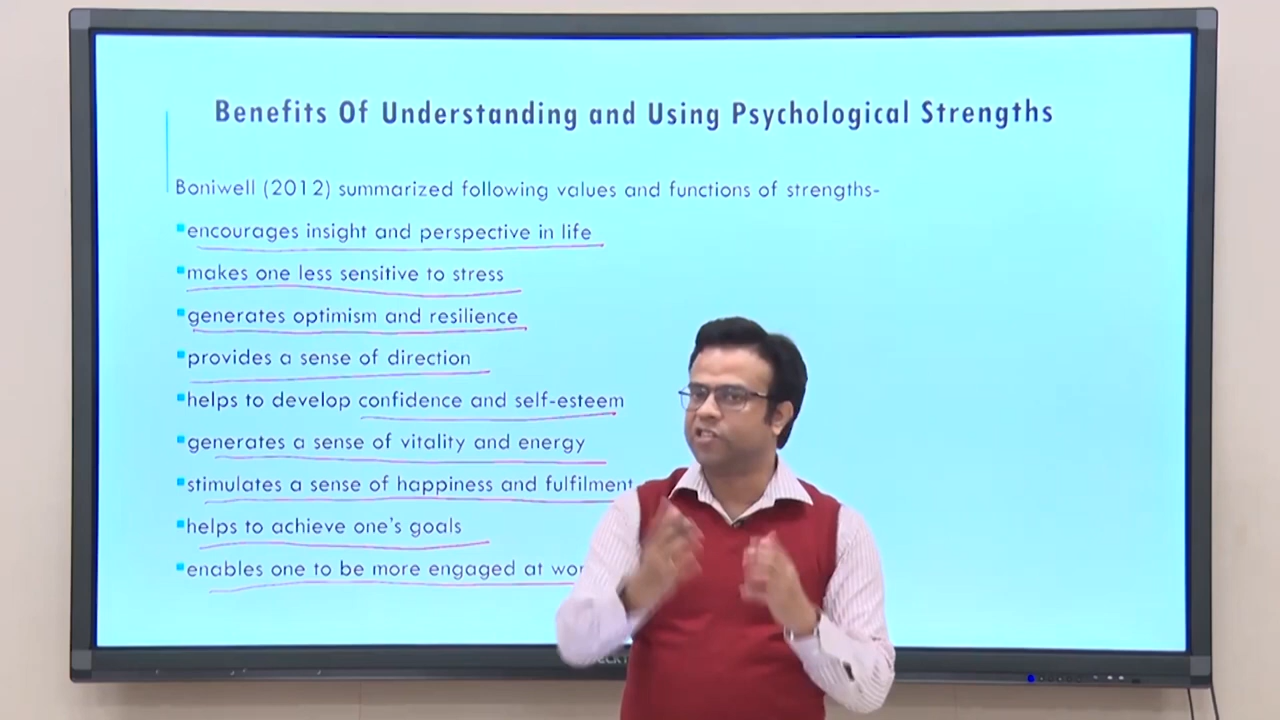 Benefits Of Understanding and Using Psychological Strengths
Boniwell (2012) summarized following values and functions of strengths-
▪encourages insight and perspective in life
▪makes one less sensitive to stress
▪generates optimism and resilience
▪provides a sense of direction
▪helps to develop confidence and self-esteem
▪generates a sense of vitality and energy
▪stimulates a sense of happiness and fulfilment
▪helps to achieve one's goals
▪enables one to be more engaged at